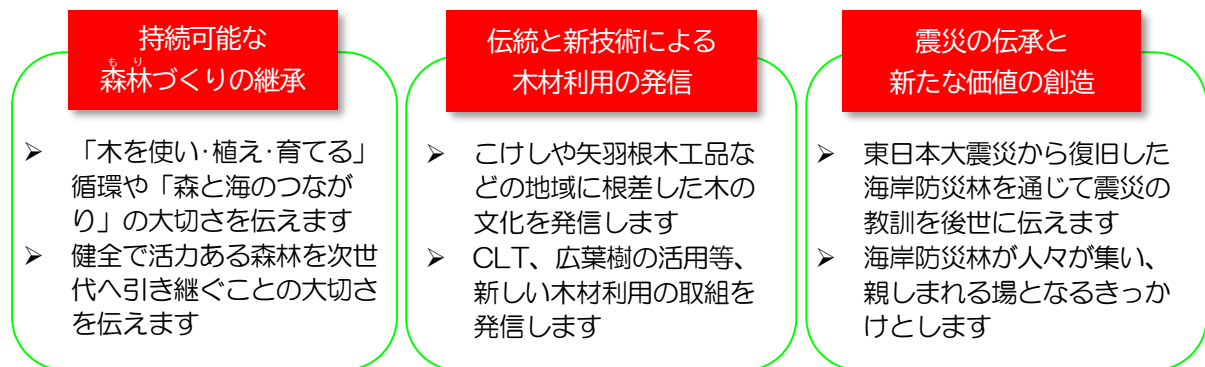 持続可能な
もり
森林づくりの継承
➢ 「木を使い・植え・育てる」
循環や「森と海のつなが
り」の大切さを伝えます
➢ 健全で活力ある森林を次世
代へ引き継ぐことの大切さ
を伝えます
伝統と新技術による
木材利用の発信
➢ こけしや矢羽根木工品な
どの地域に根差した木の
文化を発信します
➢ CLT、広葉樹の活用等、
新しい木材利用の取組を
発信します
震災の伝承と
新たな価値の創造
➢ 東日本大震災から復旧した
海岸防災林を通じて震災の
教訓を後世に伝えます
➢ 海岸防災林が人々が集い、
親しまれる場となるきっか
けとします